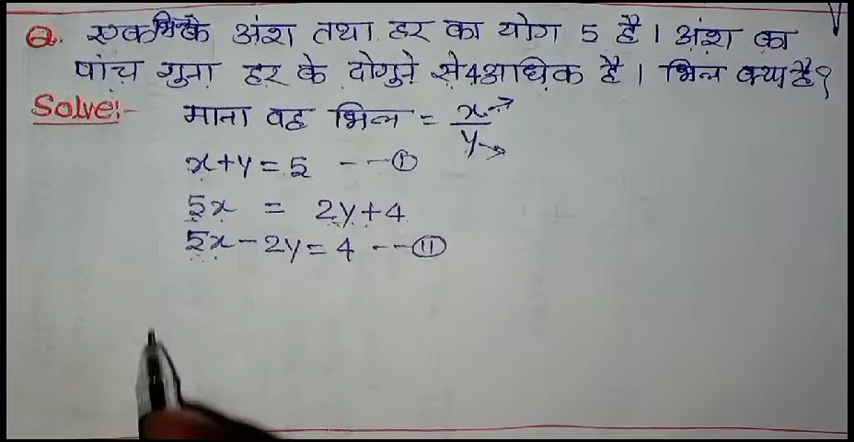 Q. एक भिन्न के अंश तथा हर का योग 5 है। अंश का
पांच गुना हर के दोगुने से 4 अधिक है। भिन्न क्या है?
Solve:- माना वह भिन्न = x/y
x+y = 5 --- (I)
5x = 2y+4
5x-2y = 4 --- (II)